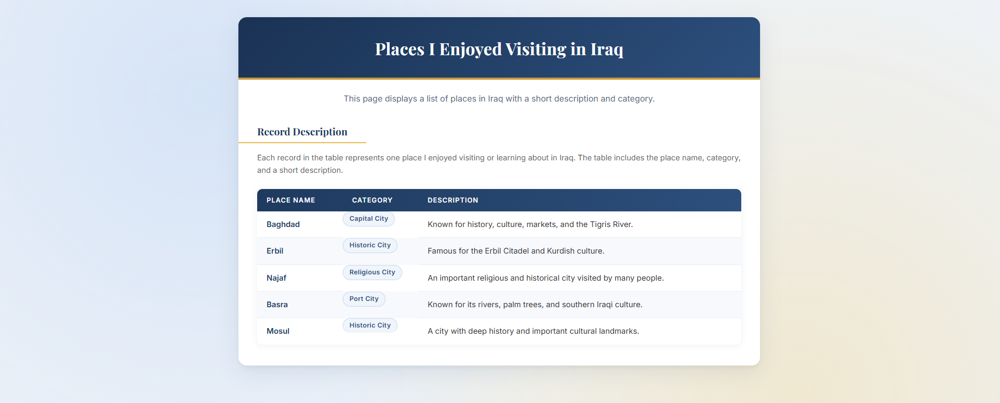 Places I Enjoyed Visiting in Iraq
This page displays a list of places in Iraq with a short description and category.
Record Description
Each record in the table represents one place I enjoyed visiting or learning about in Iraq. The table includes the place name, category,
and a short description.
PLACE NAME CATEGORY DESCRIPTION
Baghdad Capital City Known for history, culture, markets, and the Tigris River.
Erbil Historic City Famous for the Erbil Citadel and Kurdish culture.
Najaf Religious City An important religious and historical city visited by many people.
Basra Port City Known for its rivers, palm trees, and southern Iraqi culture.
Mosul Historic City A city with deep history and important cultural landmarks.